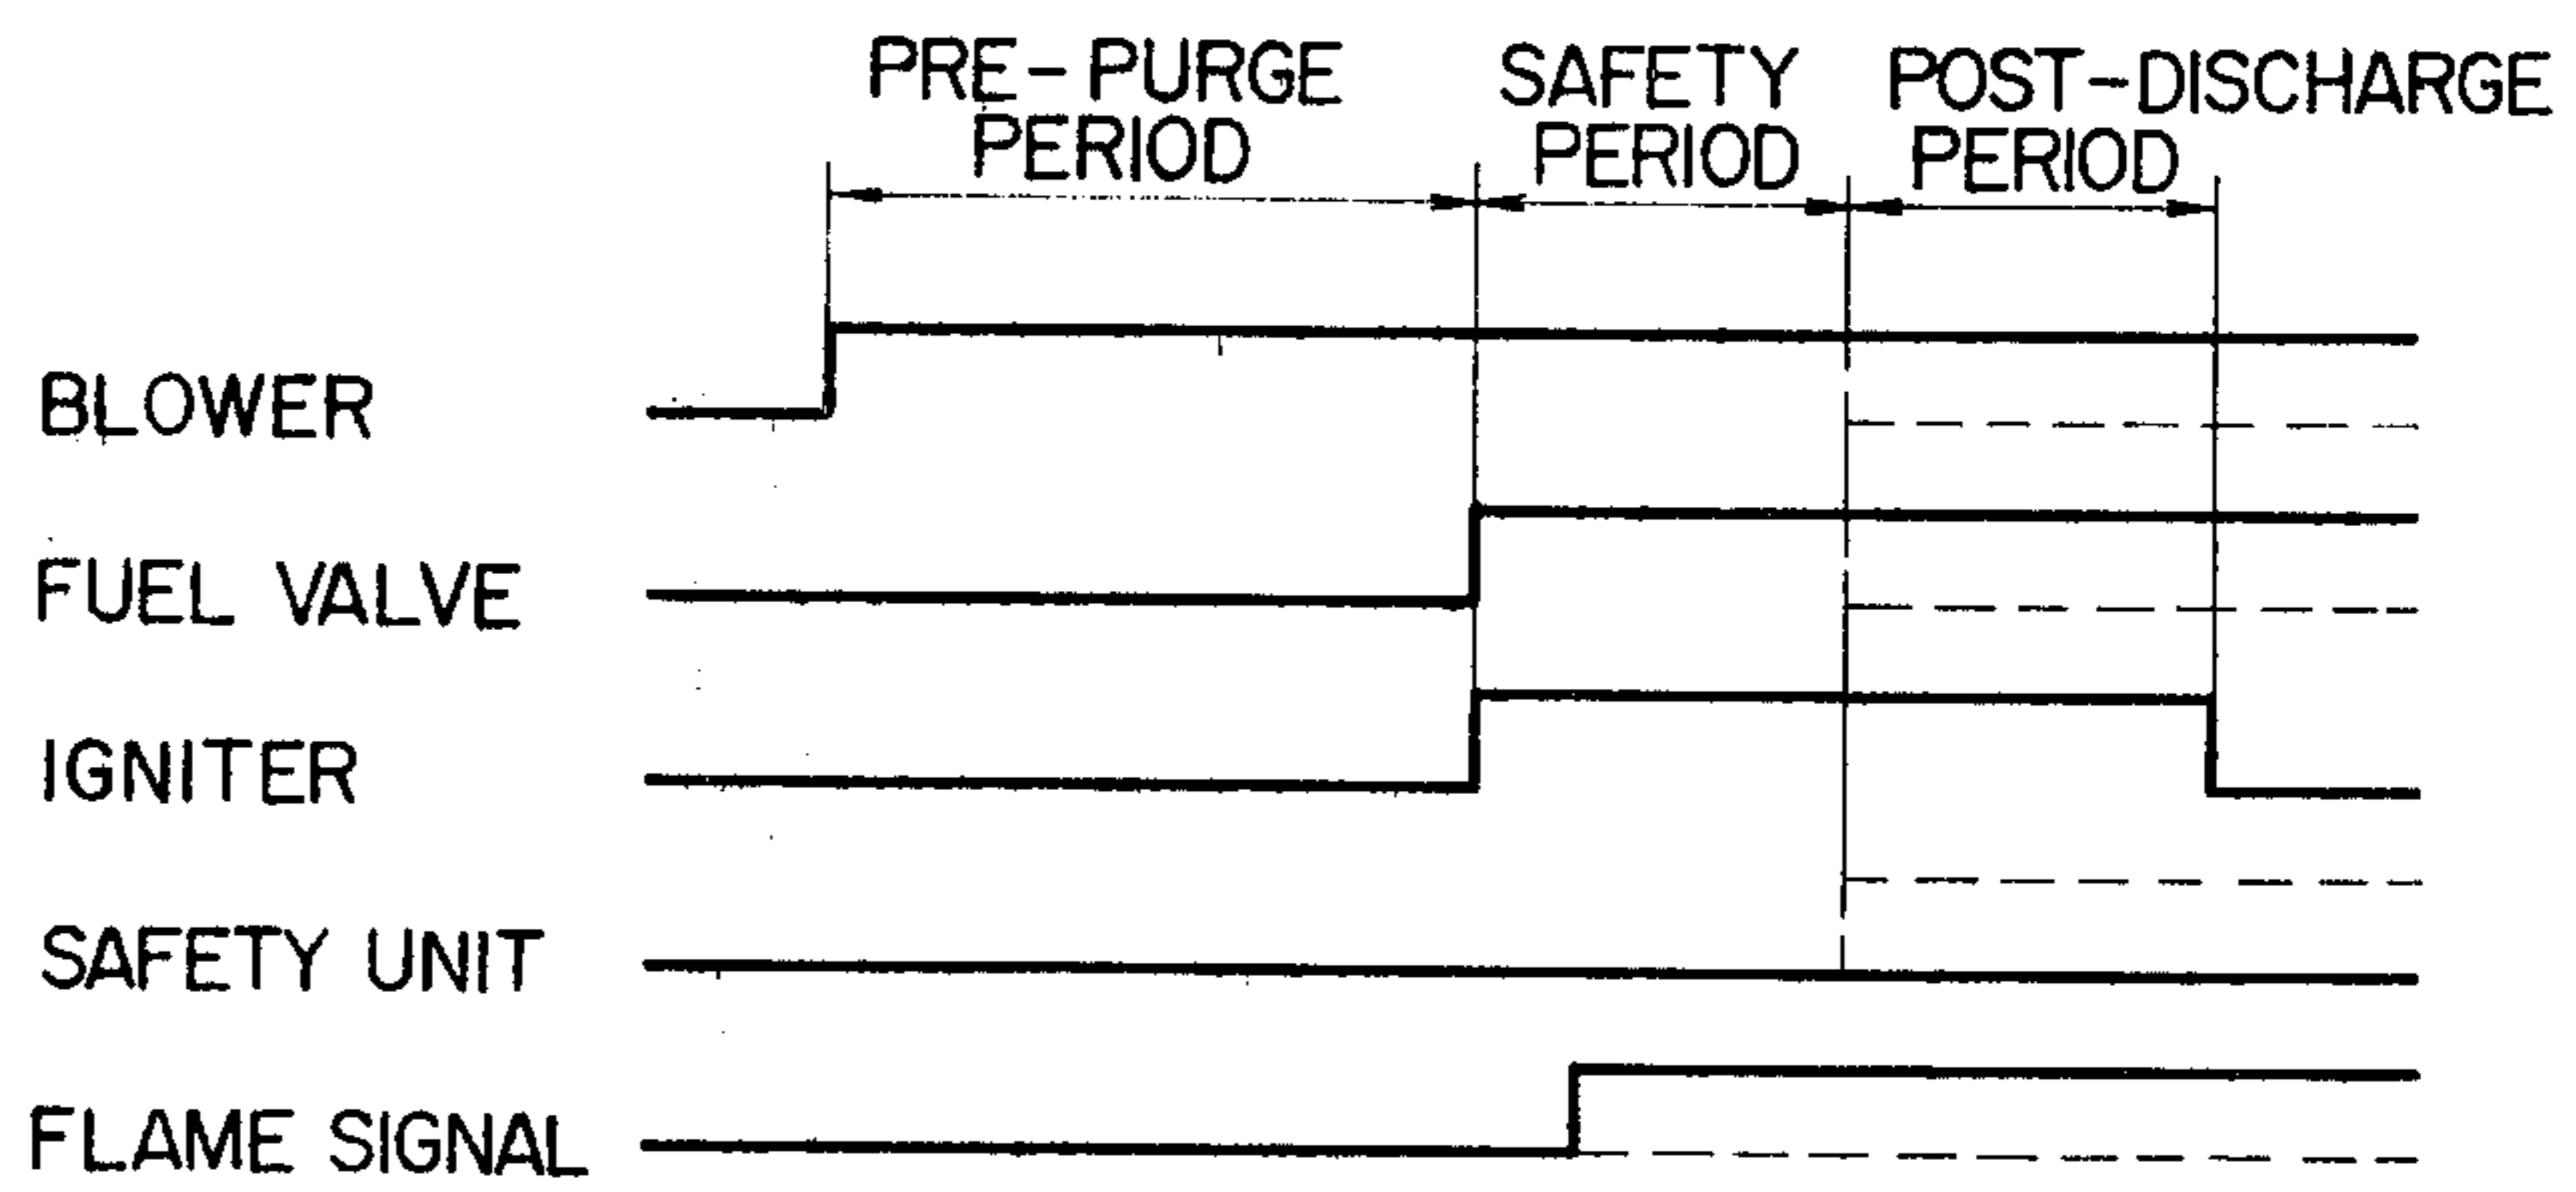 PRE-PURGE
PERIOD
SAFETY
PERIOD
POST-DISCHARGE
PERIOD
BLOWER
FUEL VALVE
IGNITER
SAFETY UNIT
FLAME SIGNAL